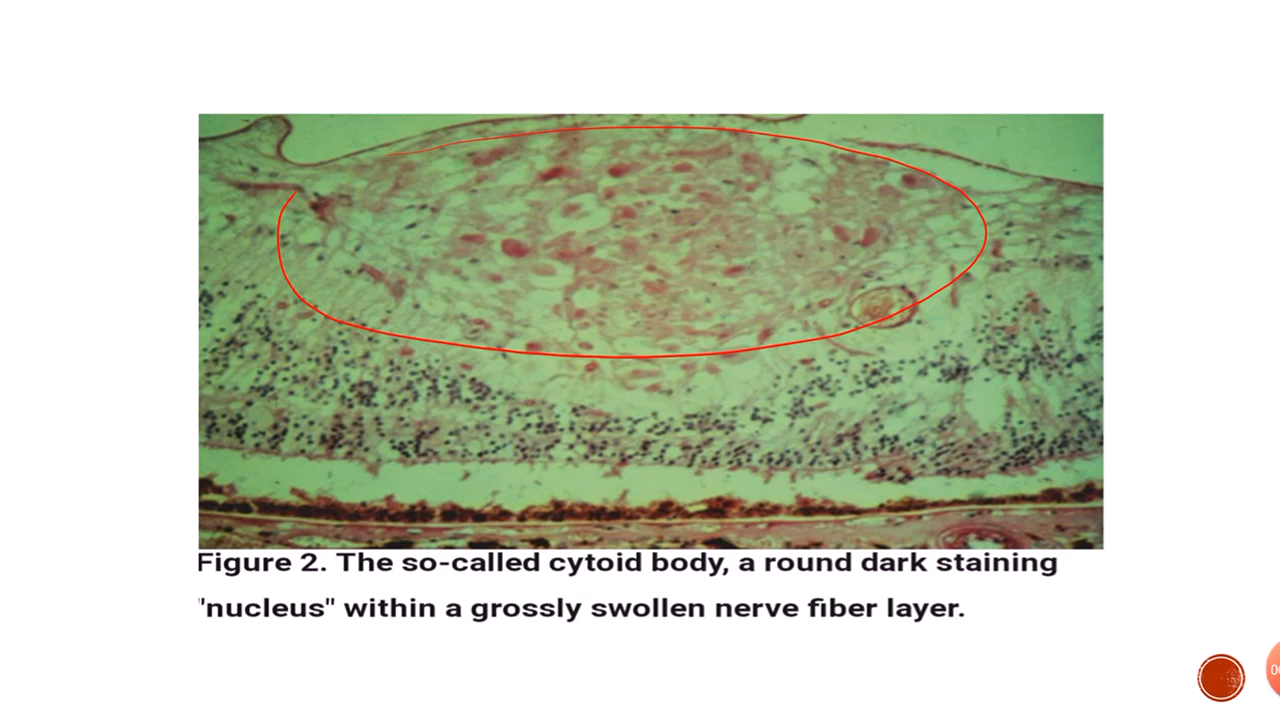 Figure 2. The so-called cytoid body, a round dark staining
"nucleus" within a grossly swollen nerve fiber layer.